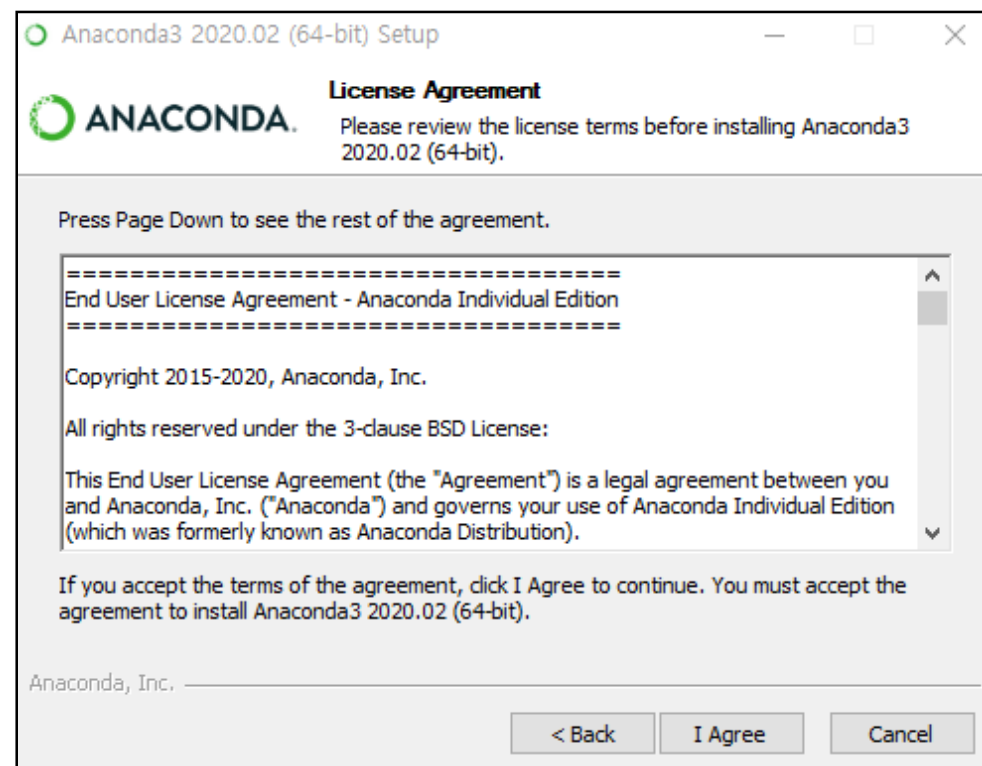 Anaconda3 2020.02 (64-bit) Setup
ANACONDA.
License Agreement
Please review the license terms before installing Anaconda3
2020.02 (64-bit).
Press Page Down to see the rest of the agreement.
===================================
End User License Agreement - Anaconda Individual Edition
===================================
Copyright 2015-2020, Anaconda, Inc.
All rights reserved under the 3-clause BSD License:
This End User License Agreement (the "Agreement") is a legal agreement between you
and Anaconda, Inc. ("Anaconda") and governs your use of Anaconda Individual Edition
(which was formerly known as Anaconda Distribution).
If you accept the terms of the agreement, click I Agree to continue. You must accept the
agreement to install Anaconda3 2020.02 (64-bit).
Anaconda, Inc.
< Back
I Agree
Cancel